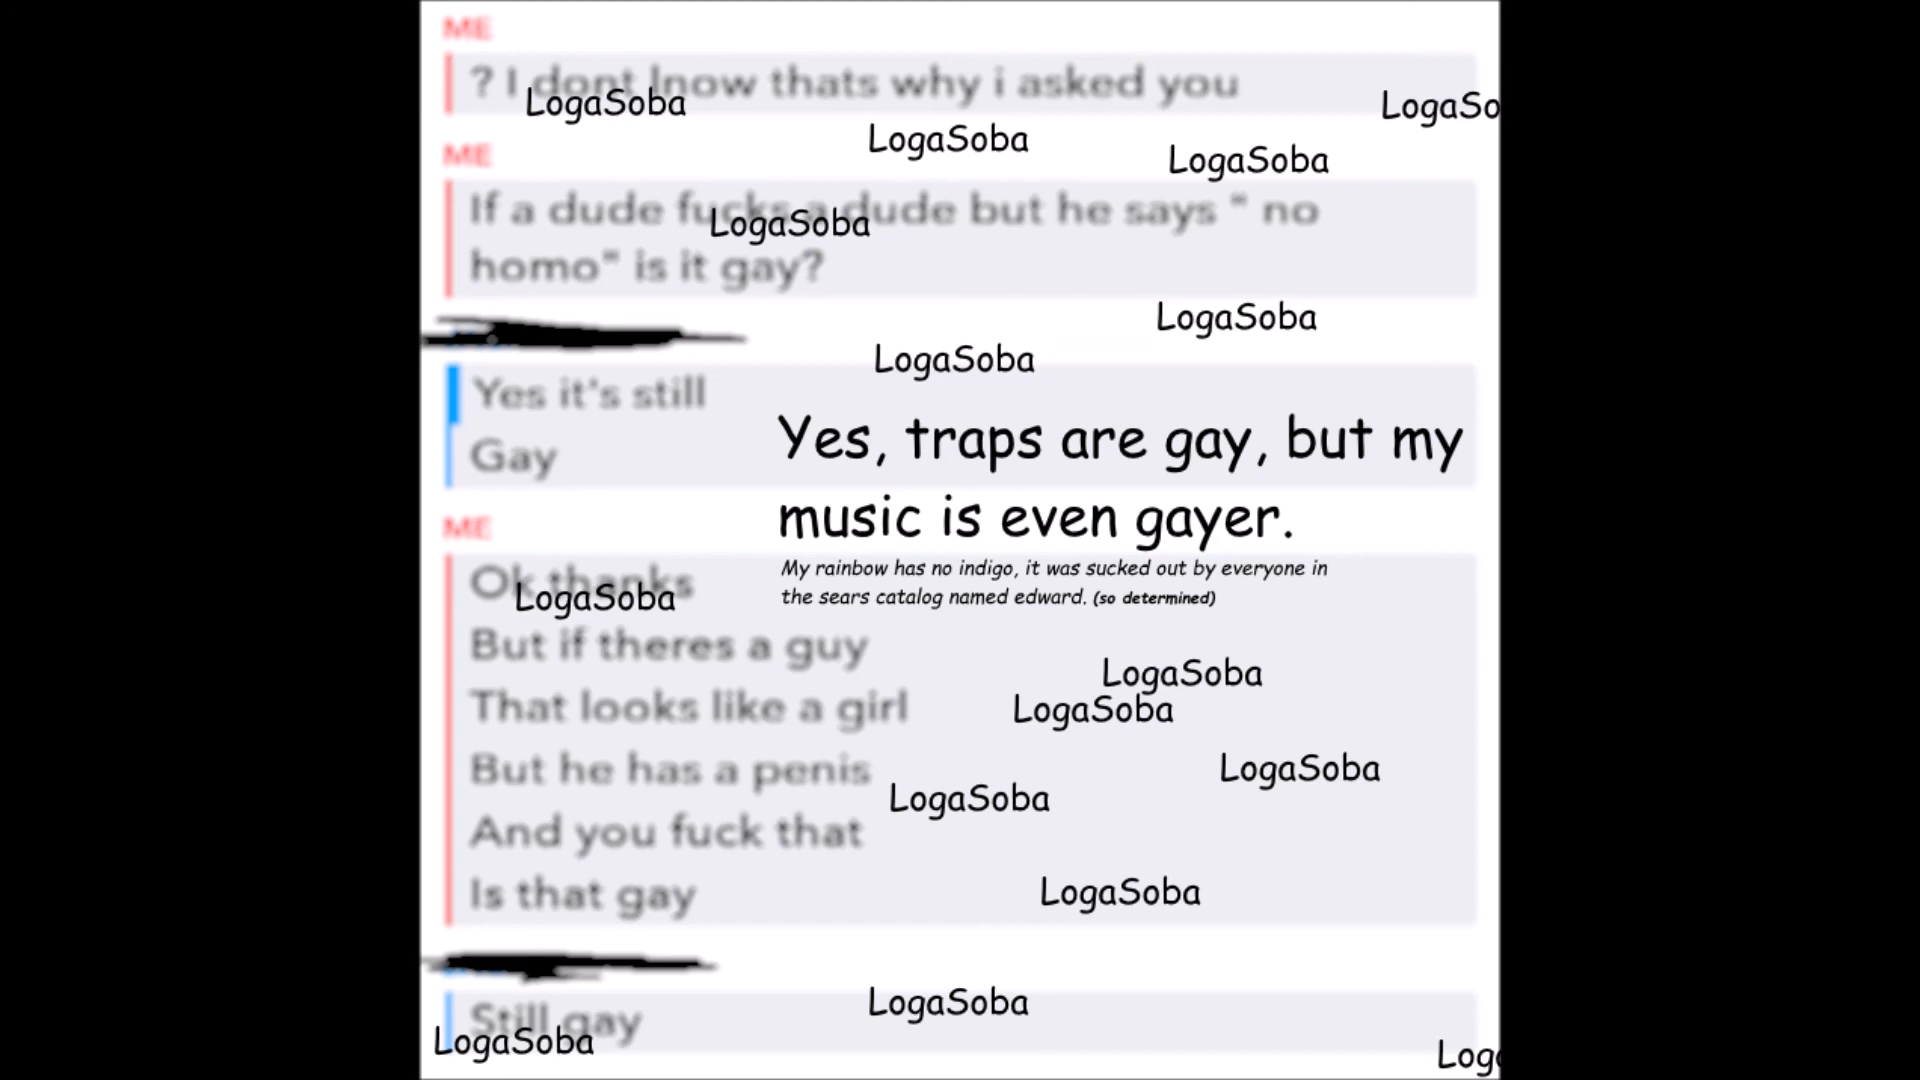 ME
? I dont lnow thats why i asked you
LogaSoba
LogaSo
LogaSoba
ME
LogaSoba
If a dude fucks a dude but he says " no
LogaSoba
homo" is it gay?
LogaSoba
LogaSoba
Yes it's still
Yes, traps are gay, but my
Gay
music is even gayer.
ME
My rainbow has no indigo, it was sucked out by everyone in
Ok thanks
LogaSoba
the sears catalog named edward. (so determined)
But if theres a guy
LogaSoba
That looks like a girl
LogaSoba
But he has a penis
LogaSoba
LogaSoba
And you fuck that
Is that gay
LogaSoba
LogaSoba
Still gay
LogaSoba
Log